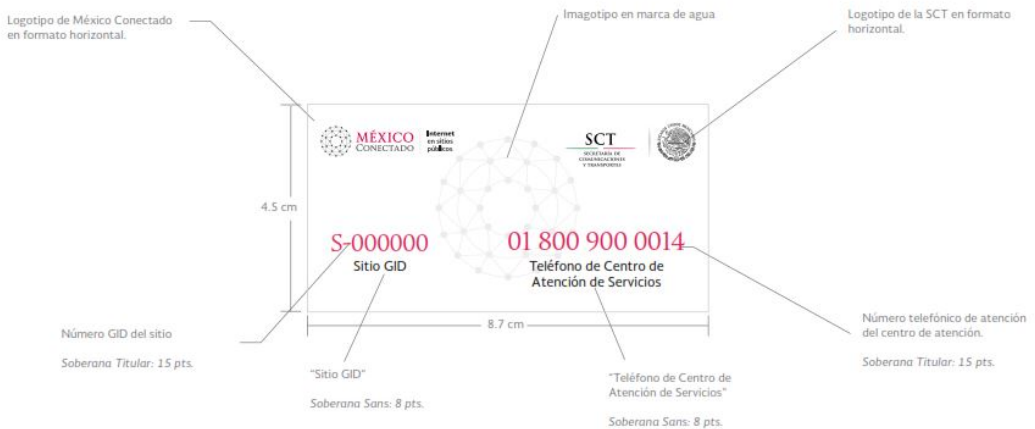 Logotipo de México Conectado
en formato horizontal.
Imagotipo en marca de agua
Logotipo de la SCT en formato
horizontal.
MÉXICO
CONECTADO
Internet
en sitios
públicos
SCT
SECRETARÍA DE
COMUNICACIONES
Y TRANSPORTES
4.5 cm
S-000000
Sitio GID
01 800 900 0014
Teléfono de Centro de
Atención de Servicios
8.7 cm
Número GID del sitio
Soberana Titular: 15 pts.
"Sitio GID"
Soberana Sans: 8 pts.
"Teléfono de Centro de
Atención de Servicios"
Soberana Sans: 8 pts.
Número telefónico de atención
del centro de atención.
Soberana Titular: 15 pts.